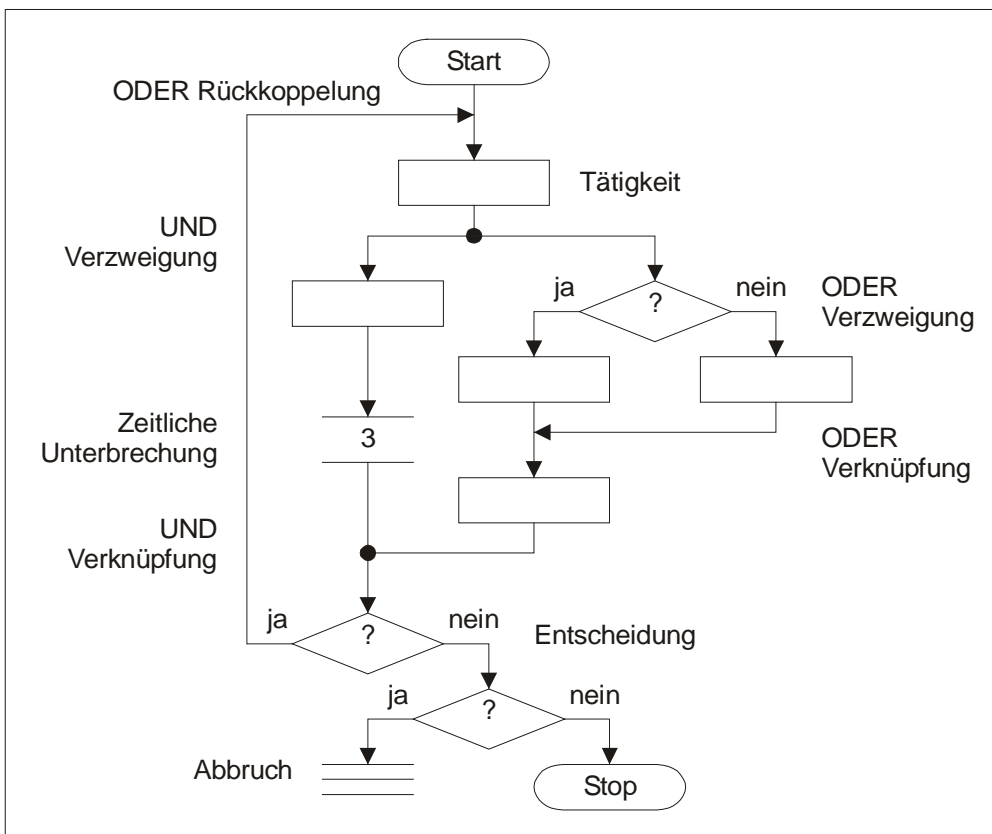 Start
ODER Rückkoppelung
Tätigkeit
UND
Verzweigung
ja
?
nein
ODER
Verzweigung
Zeitliche
Unterbrechung
3
ODER
Verknüpfung
UND
Verknüpfung
ja
?
nein
Entscheidung
ja
?
nein
Abbruch
Stop